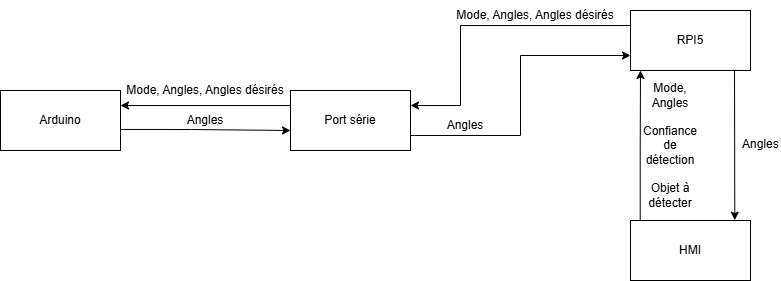 Mode, Angles, Angles désirés
RPI5
Mode, Angles, Angles désirés
Arduino
Angles
Port série
Angles
Mode,
Angles
Confiance
de
détection
Objet à
détecter
Angles
HMI